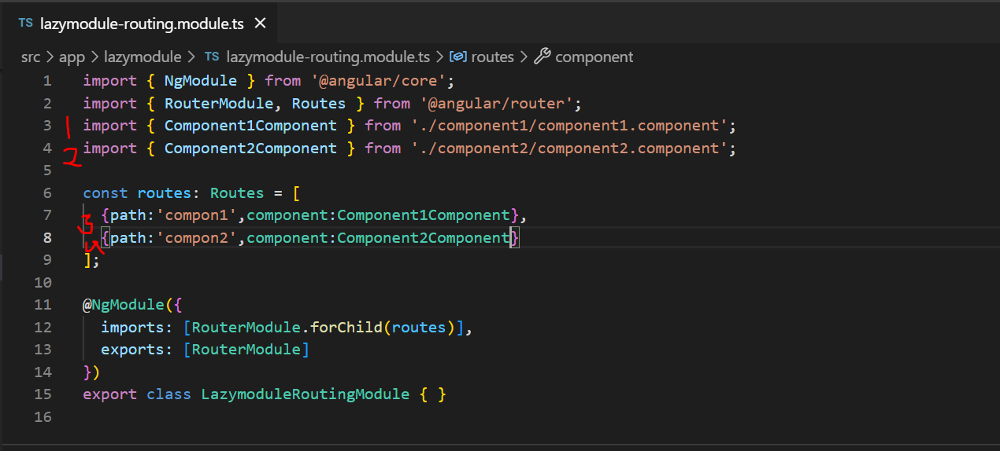 TS lazymodule-routing.module.ts ×
src > app > lazymodule > TS lazymodule-routing.module.ts > routes > component
1 import { NgModule } from '@angular/core';
2 import { RouterModule, Routes } from '@angular/router';
1 3 import { Component1Component } from './component1/component1.component';
2 4 import { Component2Component } from './component2/component2.component';
5
6 const routes: Routes = [
7 3 {path:'compon1',component:Component1Component},
8 4 {path:'compon2',component:Component2Component}
9 ];
10
11 @NgModule({
12 imports: [RouterModule.forChild(routes)],
13 exports: [RouterModule]
14 })
15 export class LazymoduleRoutingModule { }
16